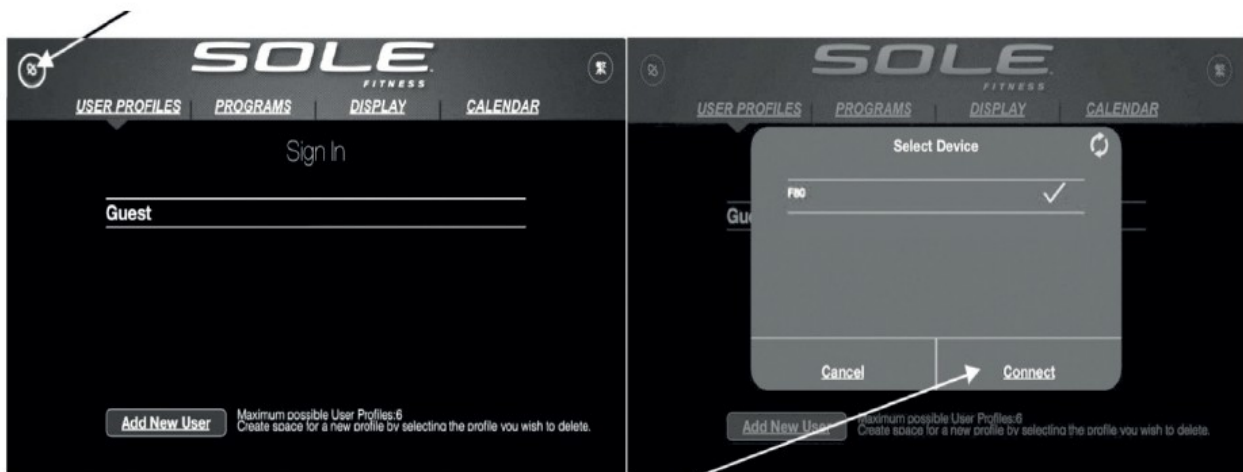 SOLE
FITNESS
USER PROFILES PROGRAMS DISPLAY CALENDAR
Sign In
Guest
Add New User
Maximum possible User Profiles:6
Create space for a new profile by selecting the profile you wish to delete.
SOLE
FITNESS
USER PROFILES PROGRAMS DISPLAY CALENDAR
Select Device
F80
Gu
Cancel Connect
Add New User
Maximum possible User Profiles:6
Create space for a new profile by selecting the profile you wish to delete.